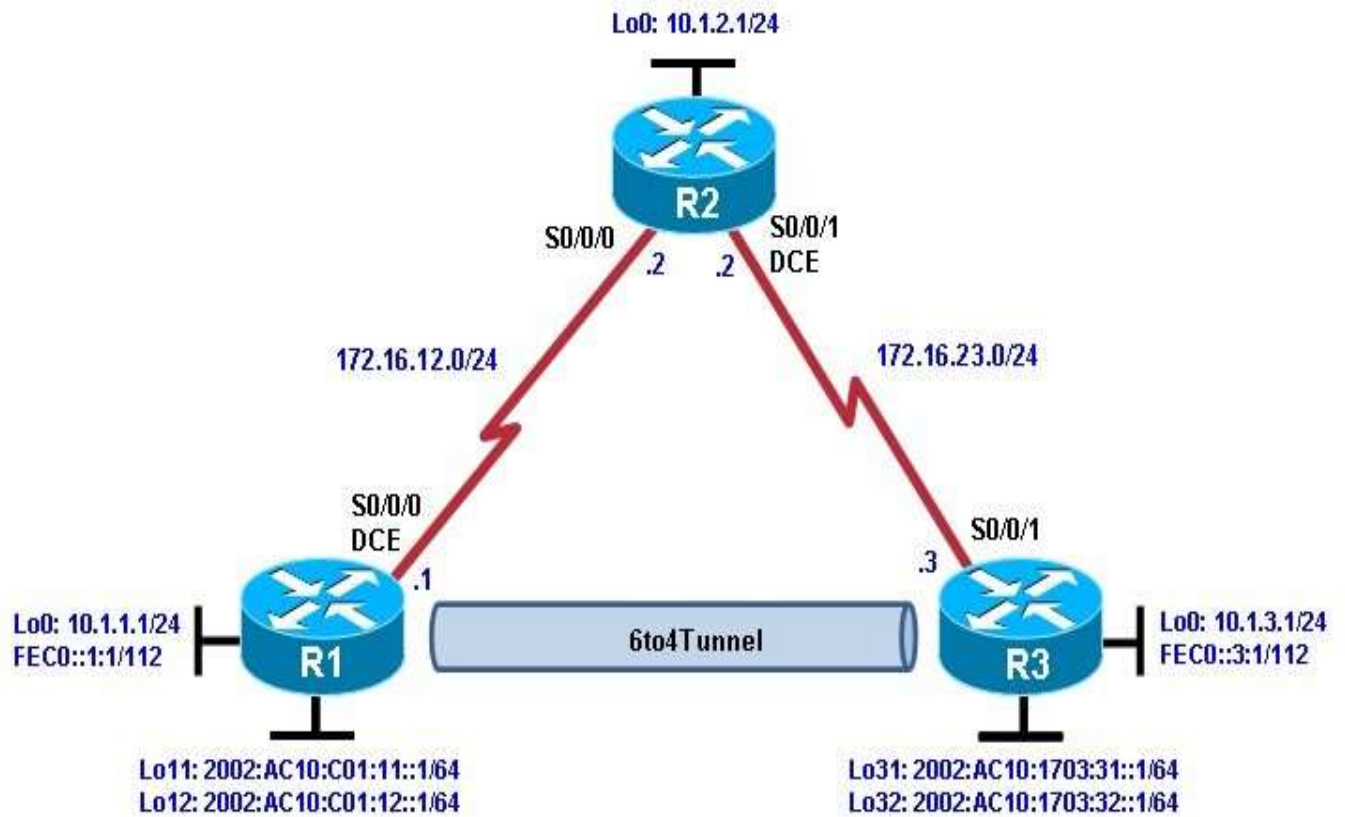 Lo0: 10.1.2.1/24
R2
S0/0/0
S0/0/1
DCE
.2
.2
172.16.12.0/24
172.16.23.0/24
S0/0/0
DCE
.1
S0/0/1
.3
Lo0: 10.1.1.1/24
FEC0::1:1/112
R1
6to4Tunnel
R3
Lo0: 10.1.3.1/24
FEC0::3:1/112
Lo11: 2002:AC10:C01:11::1/64
Lo12: 2002:AC10:C01:12::1/64
Lo31: 2002:AC10:1703:31::1/64
Lo32: 2002:AC10:1703:32::1/64